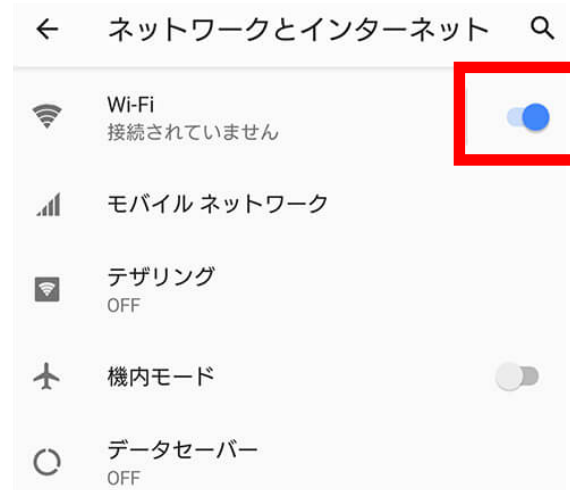 ネットワークとインターネット
Wi-Fi
接続されていません
モバイル ネットワーク
テザリング
OFF
機内モード
データセーバー
OFF